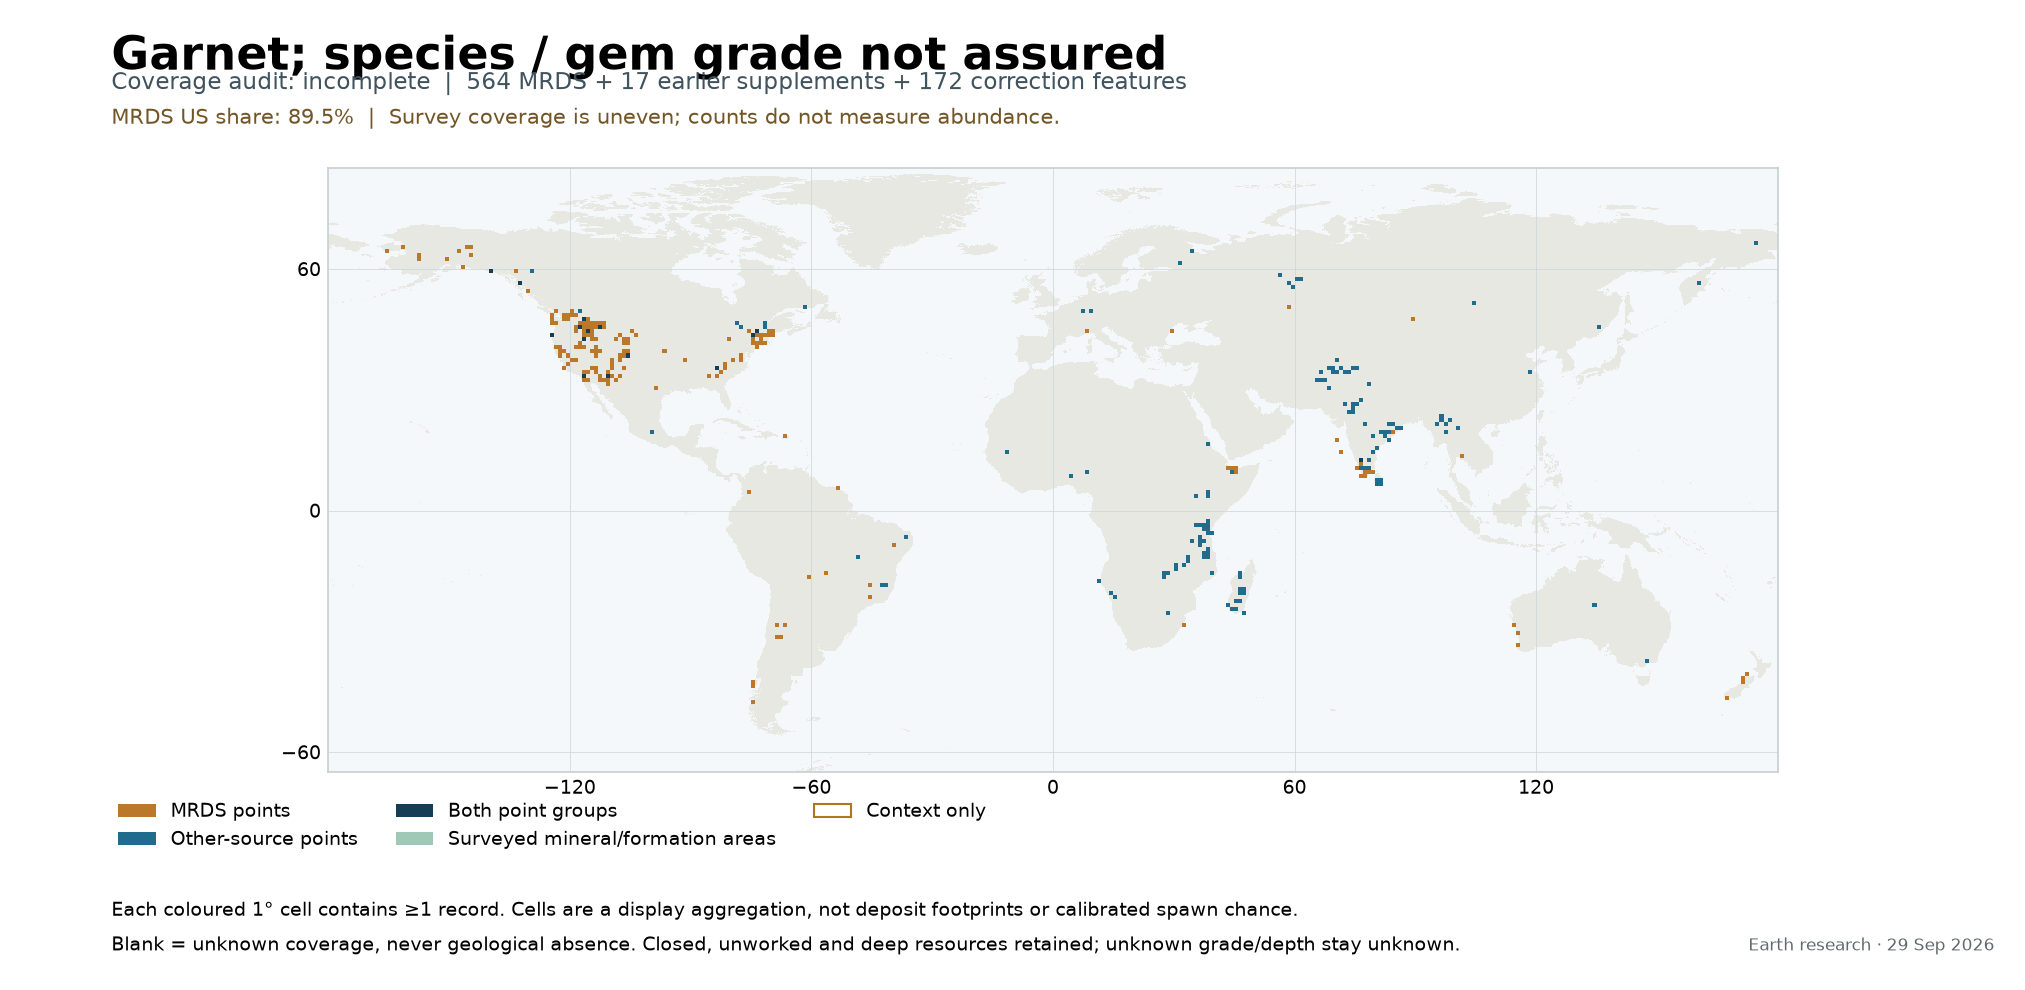 Garnet; species / gem grade not assured
Coverage audit: incomplete | 564 MRDS + 17 earlier supplements + 172 correction features
MRDS US share: 89.5% | Survey coverage is uneven; counts do not measure abundance.
60
0
−60
−120 −60 0 60 120
MRDS points Both point groups Context only
Other-source points Surveyed mineral/formation areas
Each coloured 1° cell contains ≥1 record. Cells are a display aggregation, not deposit footprints or calibrated spawn chance.
Blank = unknown coverage, never geological absence. Closed, unworked and deep resources retained; unknown grade/depth stay unknown.
Earth research · 29 Sep 2026